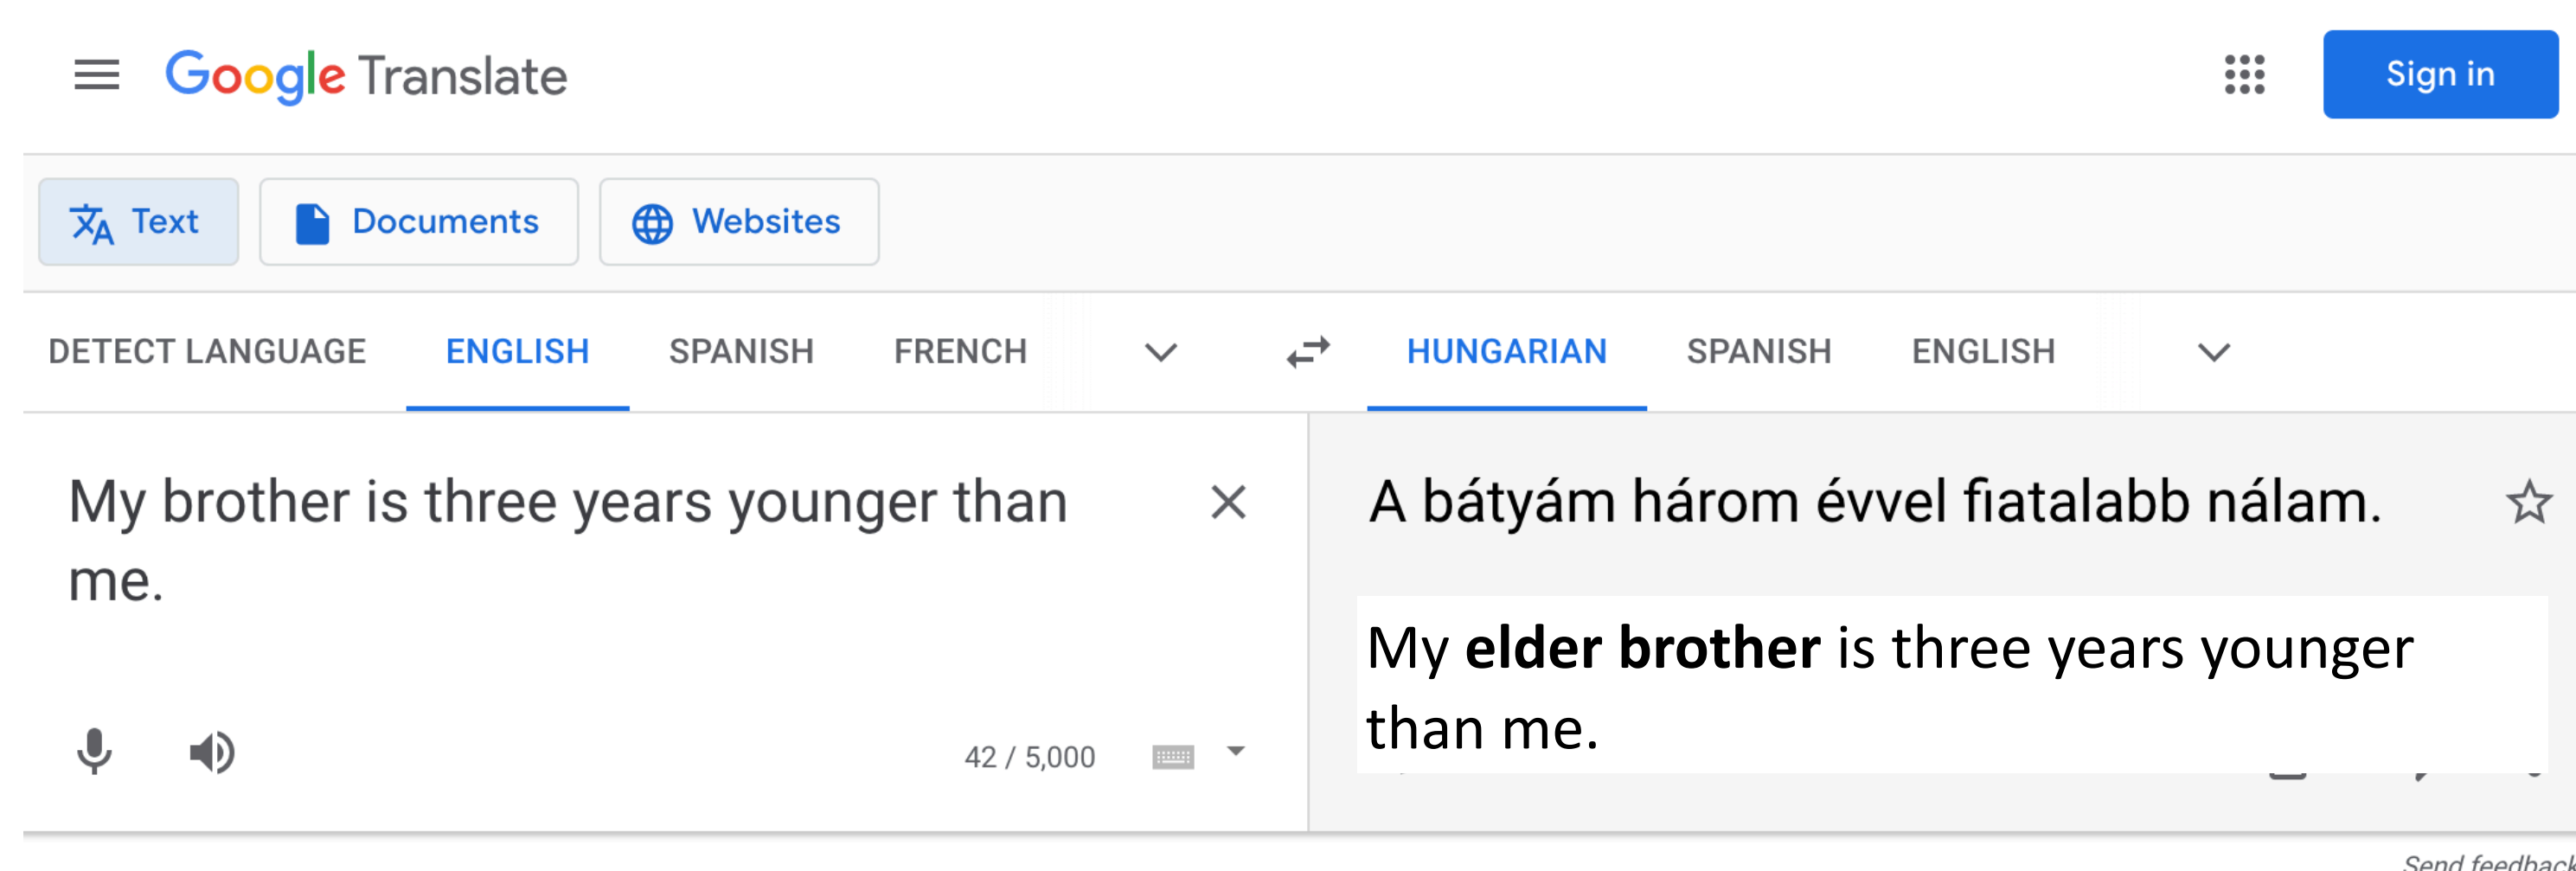 Google Translate
Sign in
Text
Documents
Websites
DETECT LANGUAGE
ENGLISH
SPANISH
FRENCH
HUNGARIAN
SPANISH
ENGLISH
My brother is three years younger than
me.
42 / 5,000
A bátyám három évvel fiatalabb nálam.
My elder brother is three years younger
than me.
Send feedback